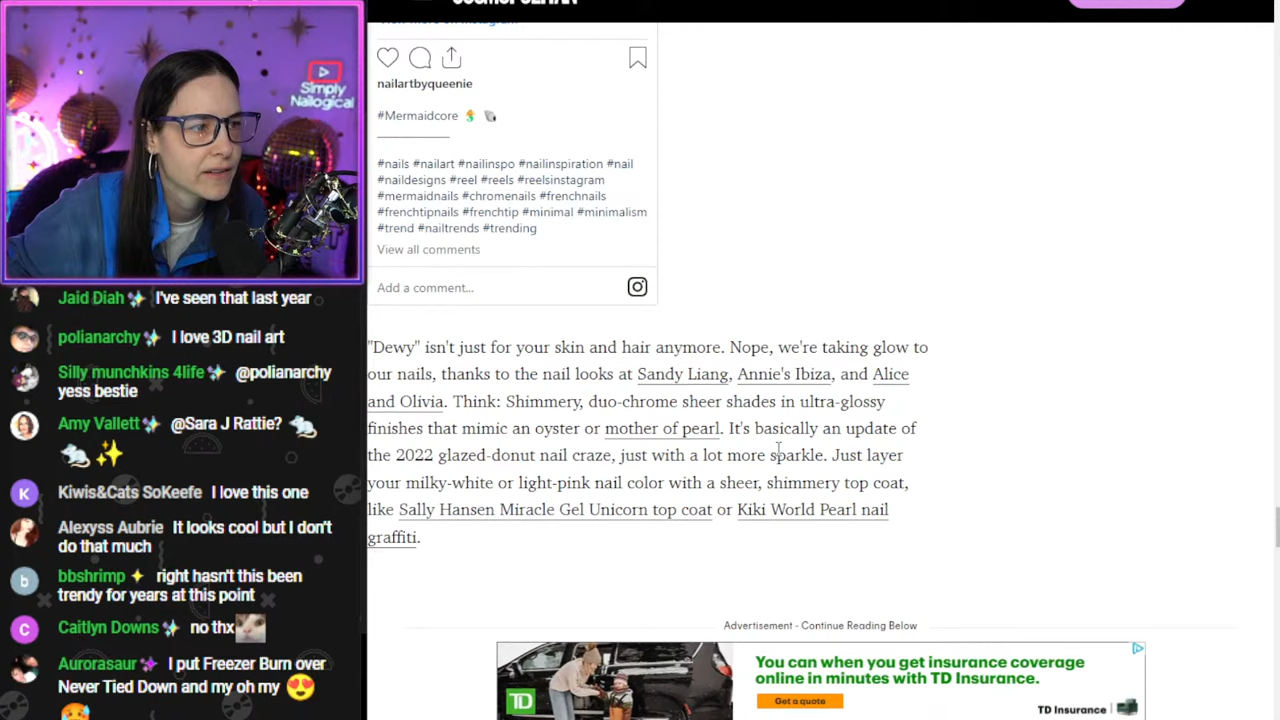 COSMOPOLITAN
Simply
Nailogical
nailartbyqueenie
#Mermaidcore
#nails #nailart #nailinspo #nailinspiration #nail
#naildesigns #reel #reels #reelsinstagram
#mermaidnails #chromenails #frenchnails
#frenchtipnails #frenchtip #minimal #minimalism
#trend #nailtrends #trending
View all comments
Add a comment...
"Dewy" isn't just for your skin and hair anymore. Nope, we're taking glow to
our nails, thanks to the nail looks at Sandy Liang, Annie's Ibiza, and Alice
and Olivia. Think: Shimmery, duo-chrome sheer shades in ultra-glossy
finishes that mimic an oyster or mother of pearl. It's basically an update of
the 2022 glazed-donut nail craze, just with a lot more sparkle. Just layer
your milky-white or light-pink nail color with a sheer, shimmery top coat,
like Sally Hansen Miracle Gel Unicorn top coat or Kiki World Pearl nail
graffiti.
Advertisement - Continue Reading Below
TD
You can when you get insurance coverage
online in minutes with TD Insurance.
Get a quote
TD Insurance
Jaid Diah I've seen that last year
polianarchy I love 3D nail art
Silly munchkins 4life @polianarchy
yess bestie
Amy Vallett @Sara J Rattie?
K Kiwis&Cats SoKeefe I love this one
Alexyss Aubrie It looks cool but I don't
do that much
b bbshrimp right hasn't this been
trendy for years at this point
C Caitlyn Downs no thx
Aurorasaur I put Freezer Burn over
Never Tied Down and my oh my